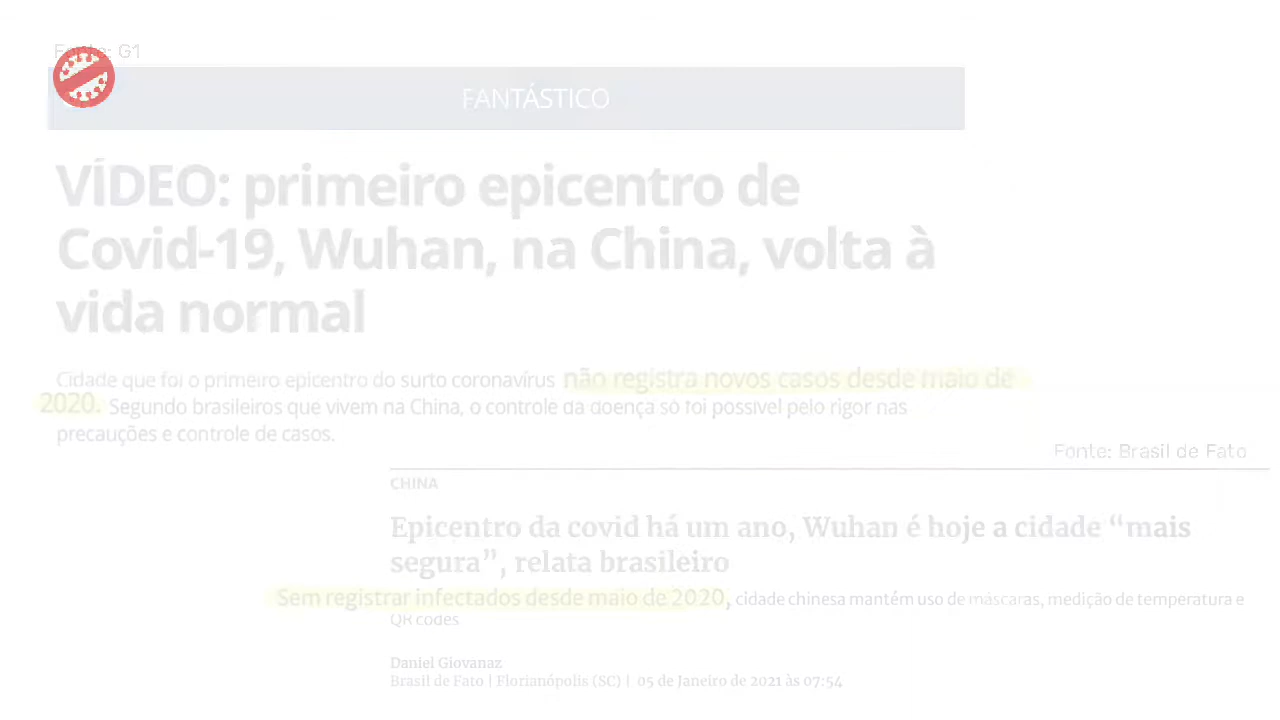 Fonte: G1
FANTÁSTICO
VÍDEO: primeiro epicentro de
Covid-19, Wuhan, na China, volta à
vida normal
Cidade que foi o primeiro epicentro do surto coronavírus não registra novos casos desde maio de
2020. Segundo brasileiros que vivem na China, o controle da doença só foi possível pelo rigor nas
precauções e controle de casos.
Fonte: Brasil de Fato
CHINA
Epicentro da covid há um ano, Wuhan é hoje a cidade “mais
segura”, relata brasileiro
Sem registrar infectados desde maio de 2020, cidade chinesa mantém uso de máscaras, medição de temperatura e
QR codes
Daniel Giovanaz
Brasil de Fato | Florianópolis (SC) | 05 de Janeiro de 2021 às 07:54